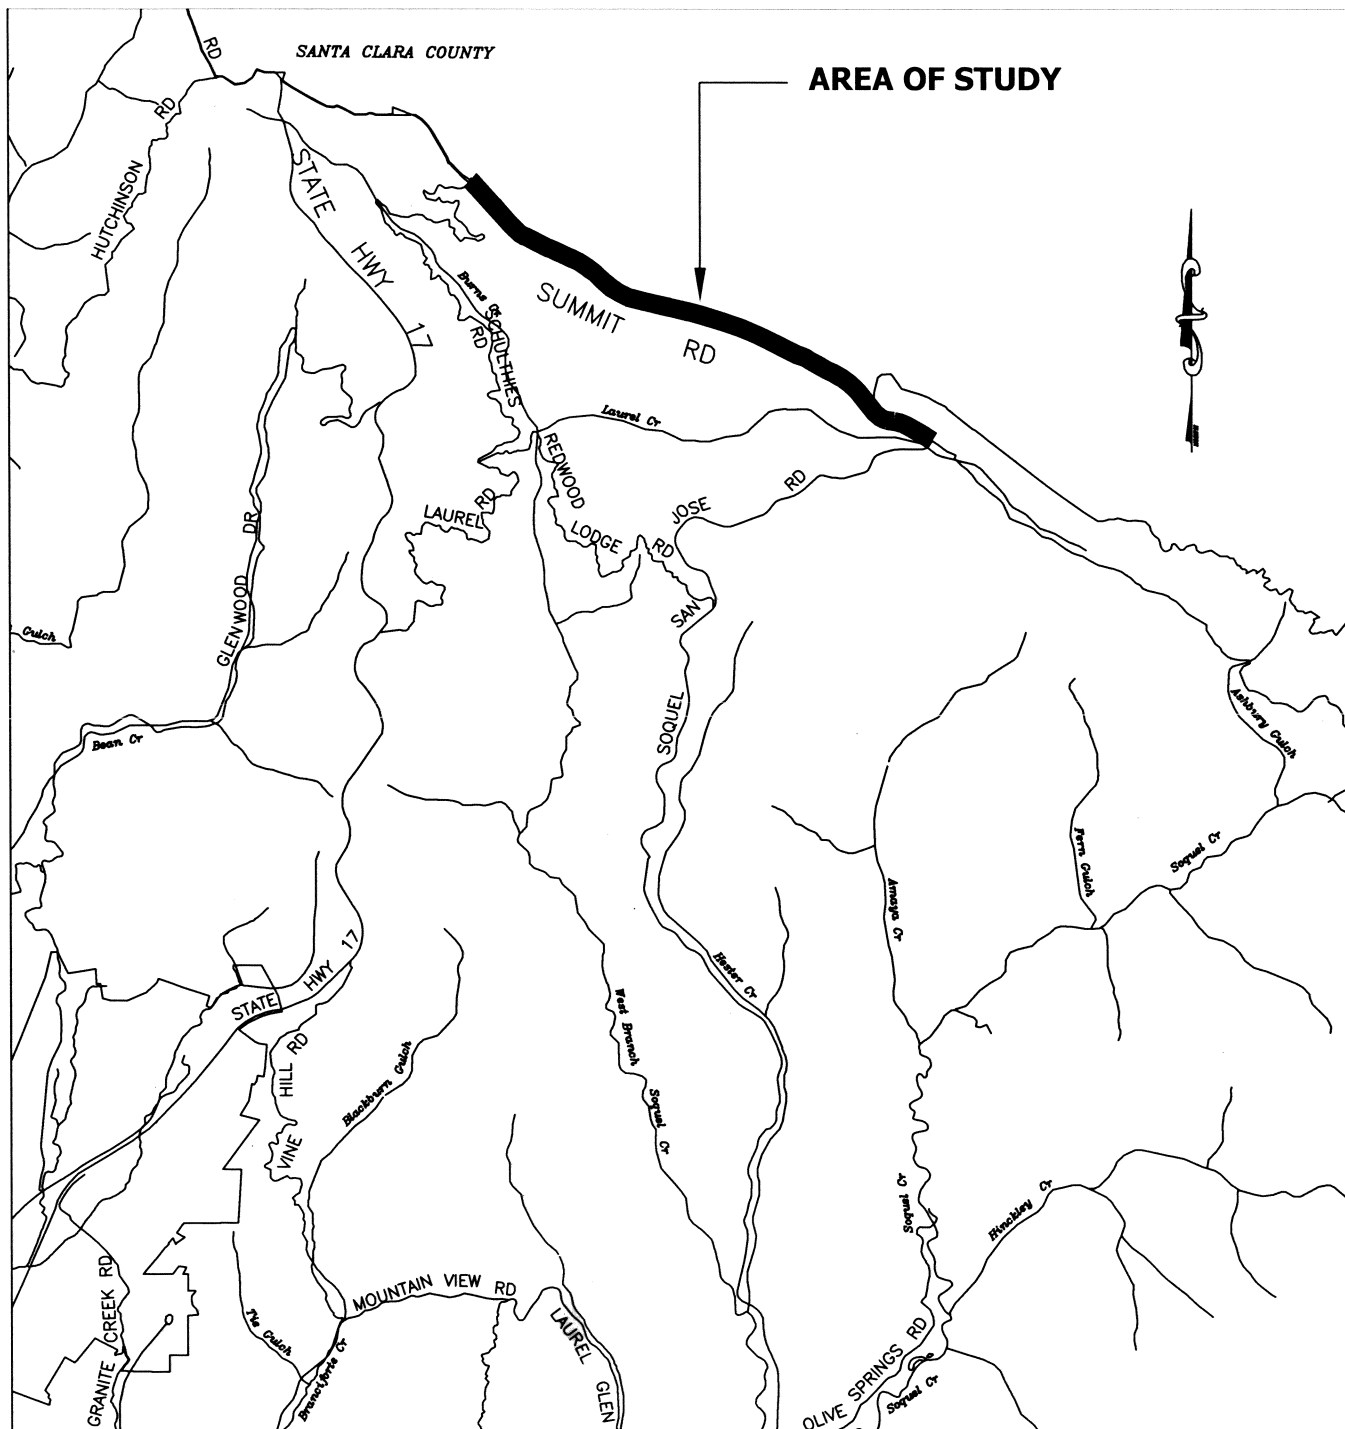 RD
SANTA CLARA COUNTY
AREA OF STUDY
RD
HUTCHINSON
STATE
HWY
17
Burns Cr
SCHULTHIES
RD
SUMMIT
RD
Laurel Cr
REDWOOD
LODGE
RD
LAUREL
RD
SOQUEL
SAN
JOSE
RD
GLENWOOD
DR
Gulch
Bean Cr
Ashbury Gulch
Fern Gulch
Soquel Cr
Amaya Cr
Hester Cr
West Branch
Soquel Cr
STATE
HWY
17
VINE
HILL
RD
Blackburn Gulch
Soquel Cr
Hinckley Cr
GRANITE
CREEK
RD
Tie Gulch
Branciforte Cr
MOUNTAIN
VIEW
RD
LAUREL
GLEN
OLIVE
SPRINGS
RD
Soquel Cr